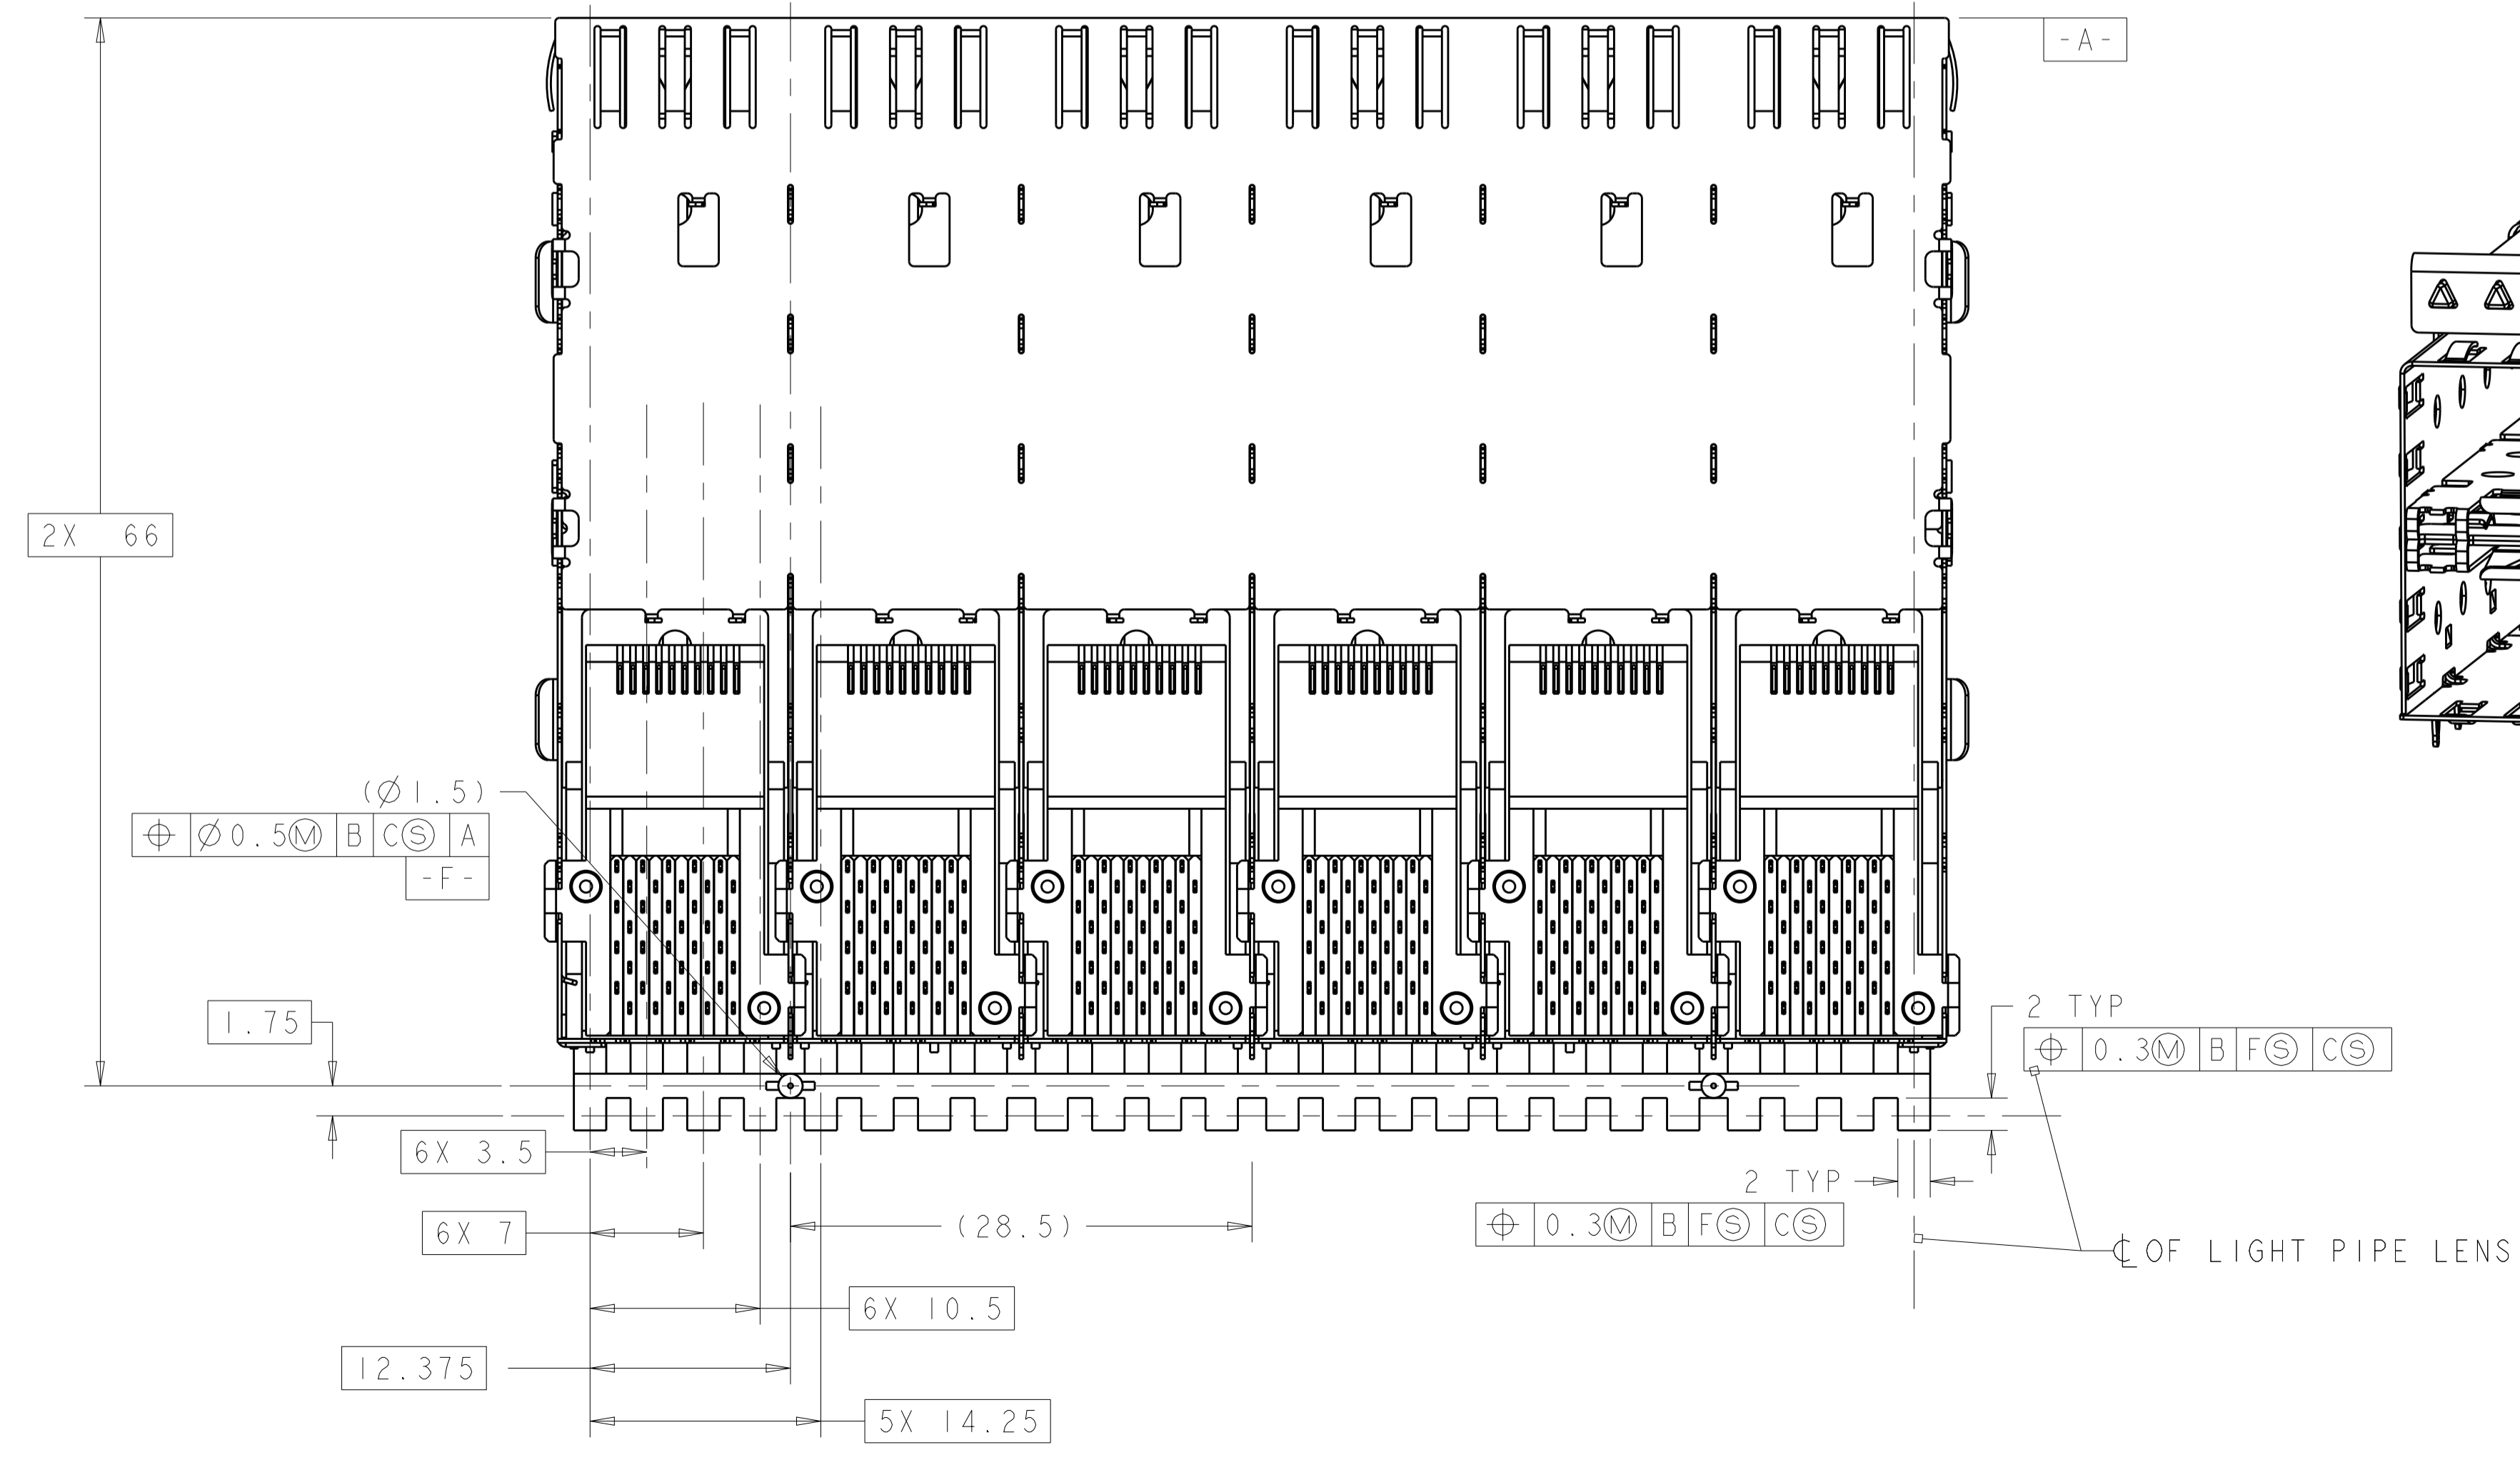 -A-
2X 66
(Ø1.5)
⌖ Ø0.5Ⓜ B CⓈ A
-F-
1.75
2 TYP
⌖ 0.3Ⓜ B FⓈ CⓈ
6X 3.5
2 TYP
⌖ 0.3Ⓜ B FⓈ CⓈ
6X 7
(28.5)
℄ OF LIGHT PIPE LENS
6X 10.5
12.375
5X 14.25